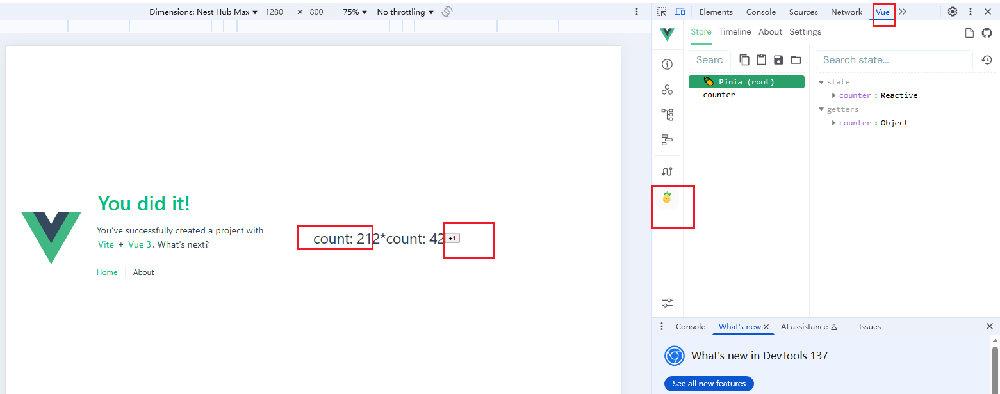 Dimensions: Nest Hub Max 1280 × 800 75% No throttling
Elements Console Sources Network Vue
Store Timeline About Settings
Searc
Search state...
Pinia (root)
counter
state
counter : Reactive
getters
counter : Object
You did it!
You've successfully created a project with
Vite + Vue 3. What's next?
Home About
count: 212*count: 42 +1
Console What's new AI assistance Issues
What's new in DevTools 137
See all new features